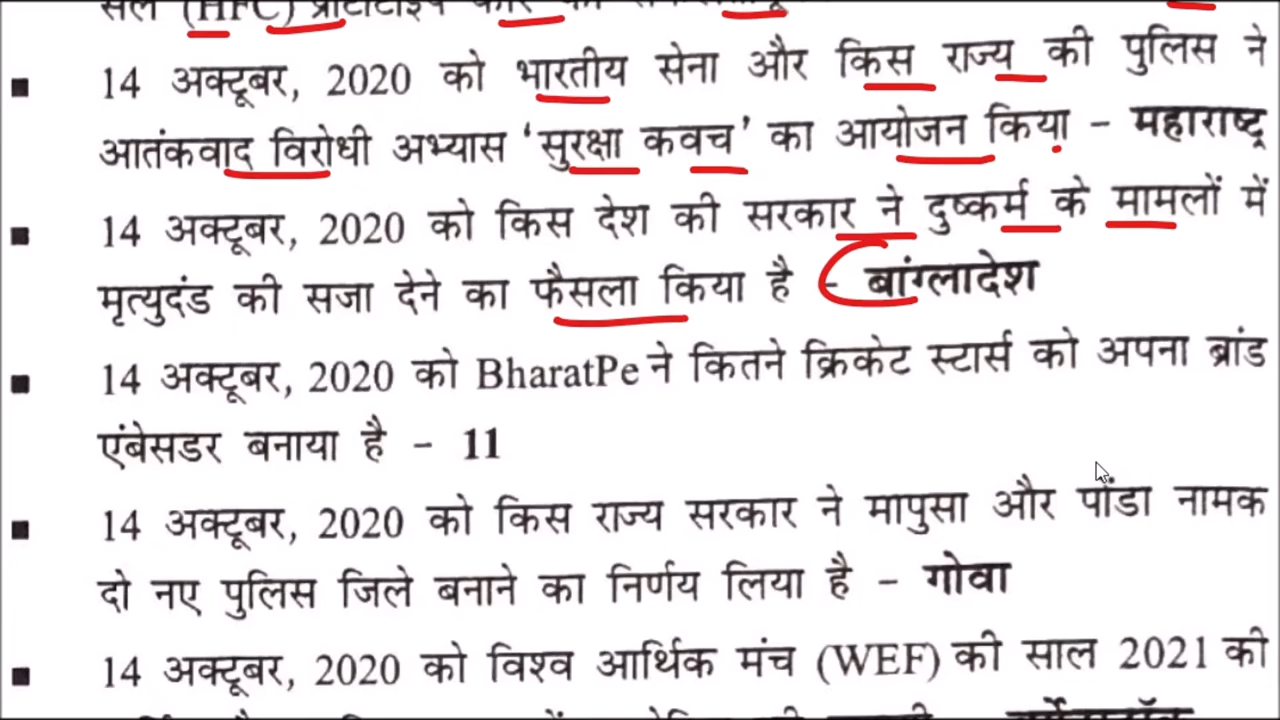 सेल (HFC) प्रोटोटाइप कार का
■ 14 अक्टूबर, 2020 को भारतीय सेना और किस राज्य की पुलिस ने
आतंकवाद विरोधी अभ्यास ‘सुरक्षा कवच’ का आयोजन किया – महाराष्ट्र
■ 14 अक्टूबर, 2020 को किस देश की सरकार ने दुष्कर्म के मामलों में
मृत्युदंड की सजा देने का फैसला किया है - बांग्लादेश
■ 14 अक्टूबर, 2020 को BharatPe ने कितने क्रिकेट स्टार्स को अपना ब्रांड
एंबेसडर बनाया है – 11
■ 14 अक्टूबर, 2020 को किस राज्य सरकार ने मापुसा और पोंडा नामक
दो नए पुलिस जिले बनाने का निर्णय लिया है – गोवा
■ 14 अक्टूबर, 2020 को विश्व आर्थिक मंच (WEF) की साल 2021 की